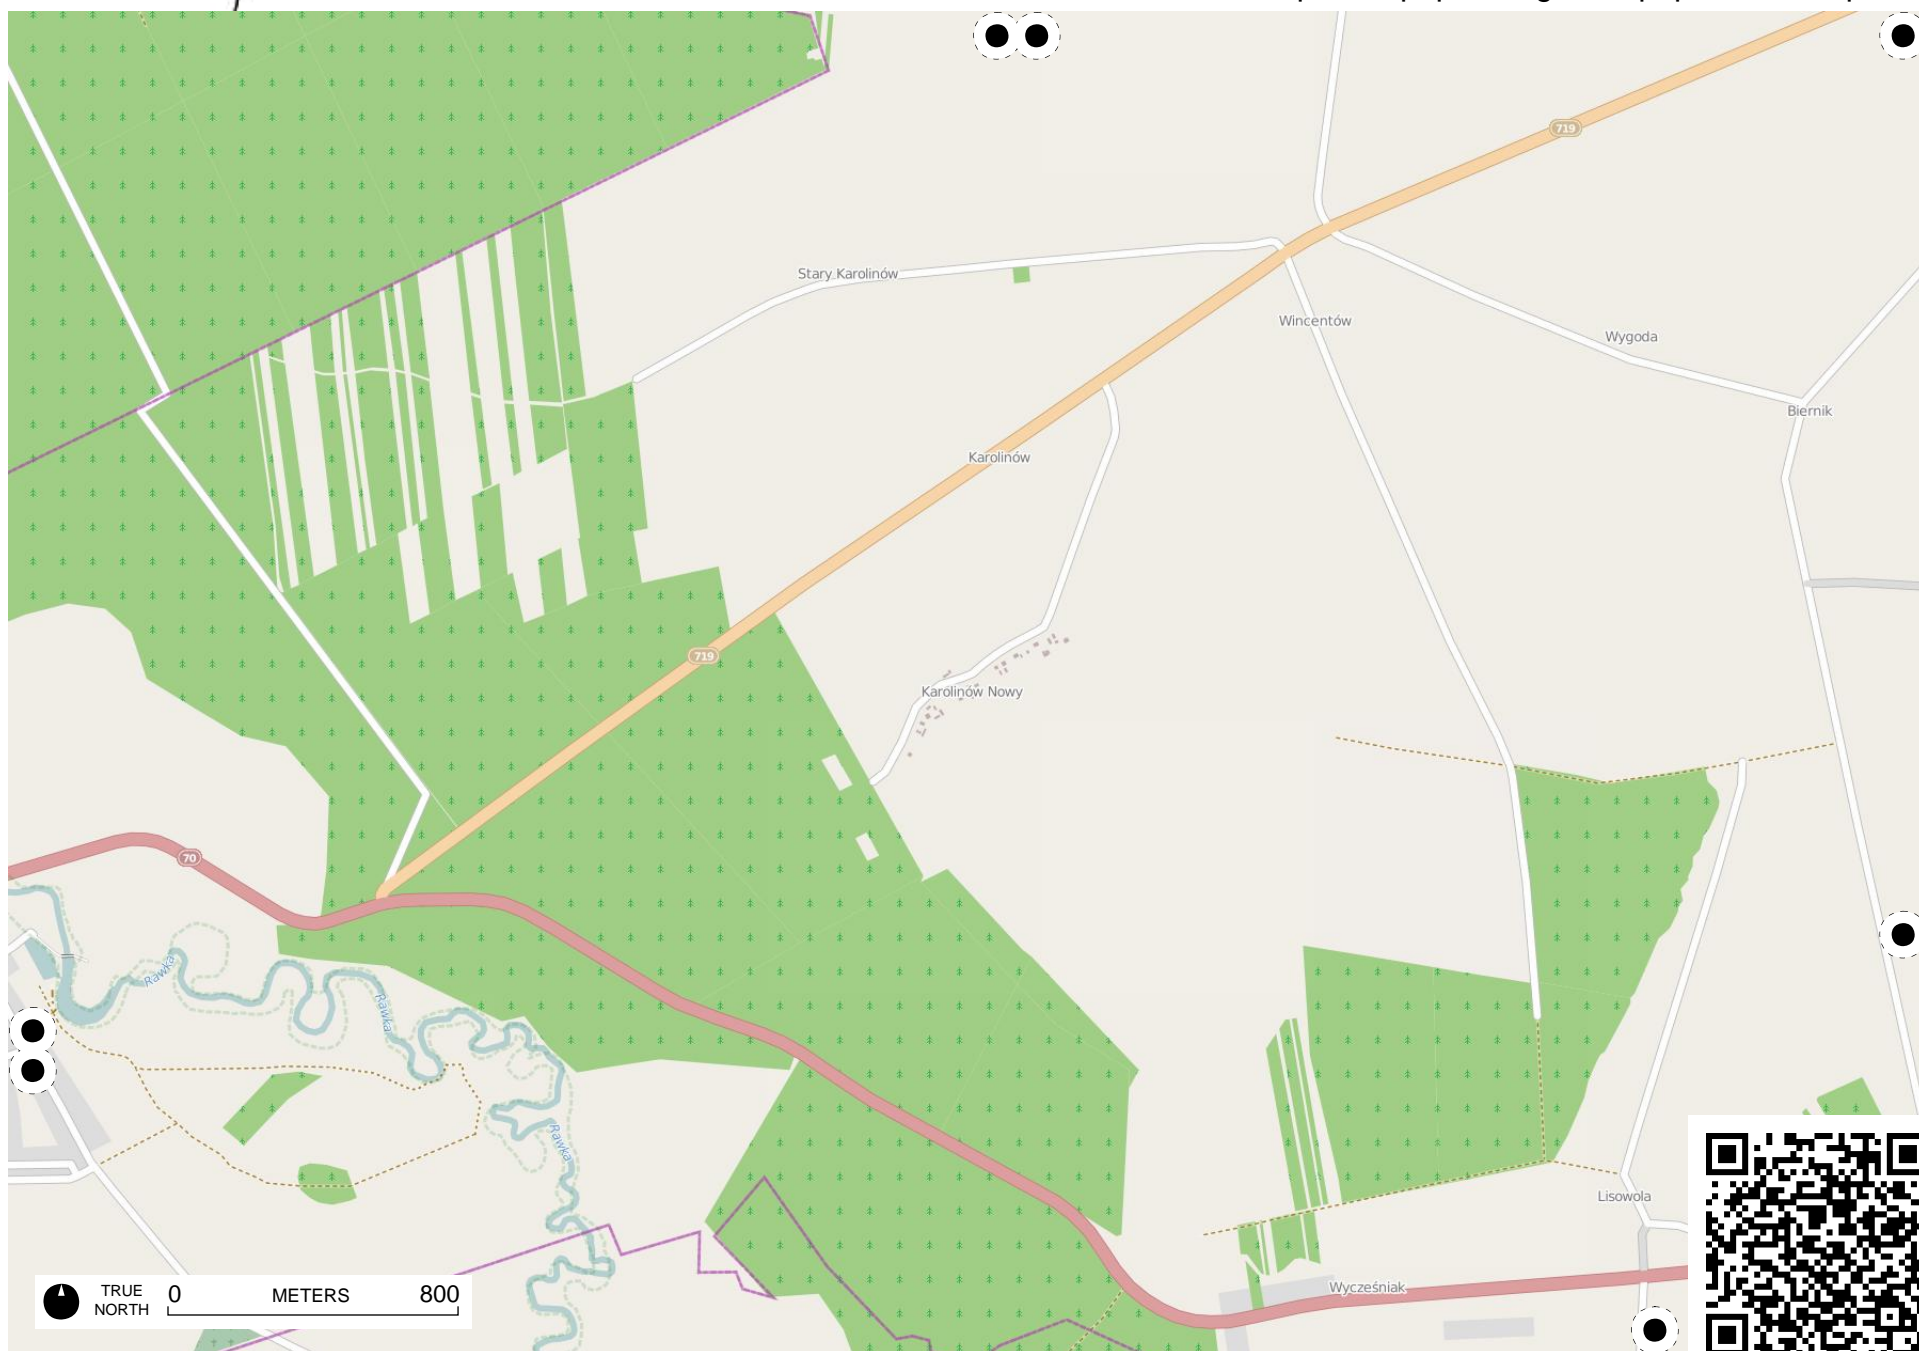 719
Stary Karolinów
Wincentów
Wygoda
Biernik
Karolinów
719
Karolinów Nowy
70
Rawka
Rawka
Rawka
Lisowola
Wycześniak
TRUE
NORTH
0 METERS 800